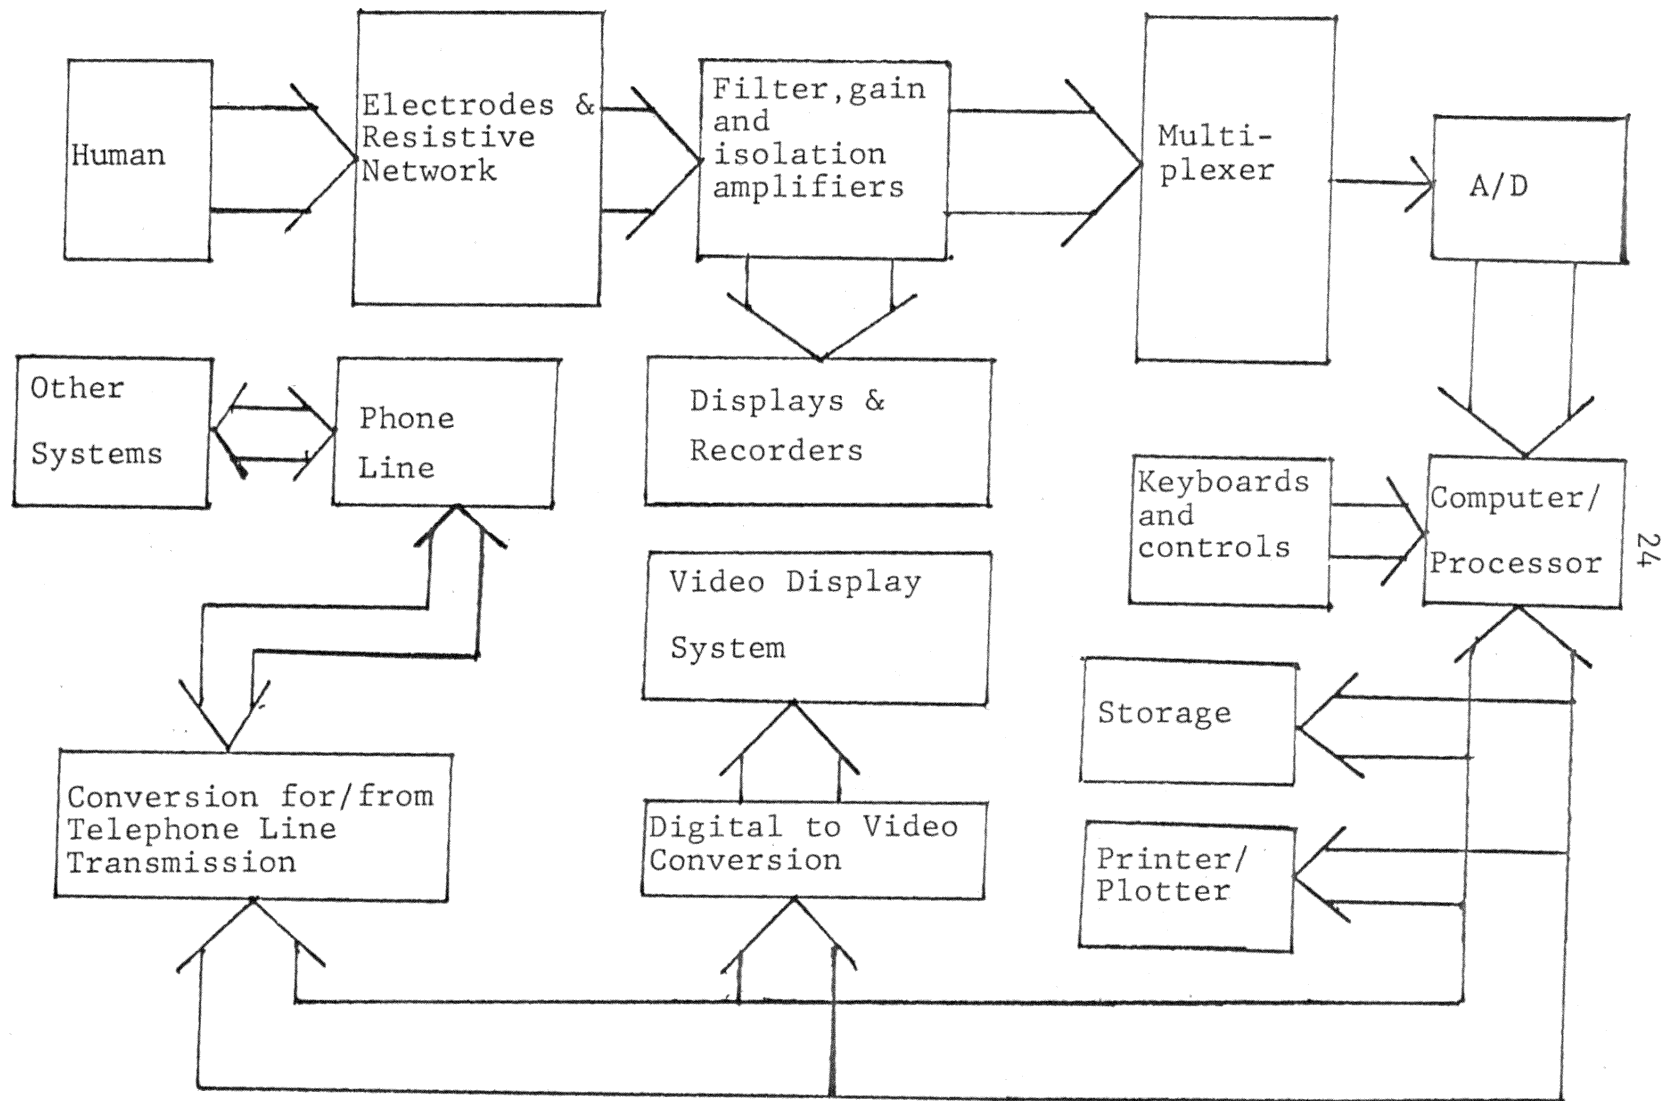 Human
Electrodes &
Resistive
Network
Filter,gain
and
isolation
amplifiers
Multi-
plexer
A/D
Other
Systems
Phone
Line
Displays &
Recorders
Keyboards
and
controls
Computer/
Processor
24
Video Display
System
Storage
Conversion for/from
Telephone Line
Transmission
Digital to Video
Conversion
Printer/
Plotter